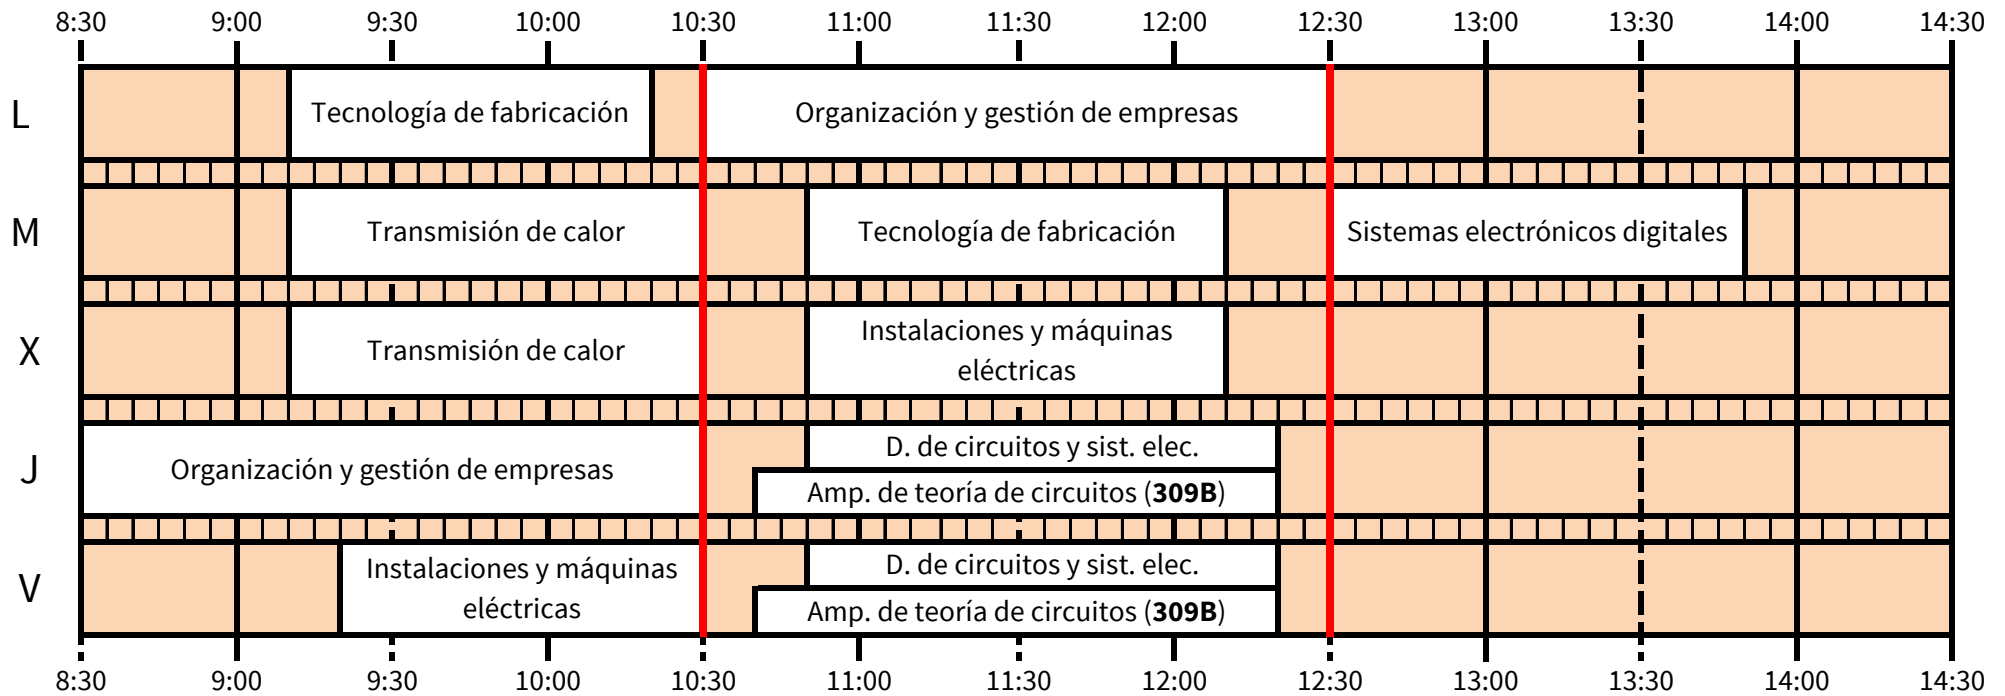 8:30 9:00 9:30 10:00 10:30 11:00 11:30 12:00 12:30 13:00 13:30 14:00 14:30
L Tecnología de fabricación Organización y gestión de empresas
M Transmisión de calor Tecnología de fabricación Sistemas electrónicos digitales
X Transmisión de calor Instalaciones y máquinas
eléctricas
J Organización y gestión de empresas D. de circuitos y sist. elec.
Amp. de teoría de circuitos (309B)
V Instalaciones y máquinas
eléctricas
D. de circuitos y sist. elec.
Amp. de teoría de circuitos (309B)
8:30 9:00 9:30 10:00 10:30 11:00 11:30 12:00 12:30 13:00 13:30 14:00 14:30